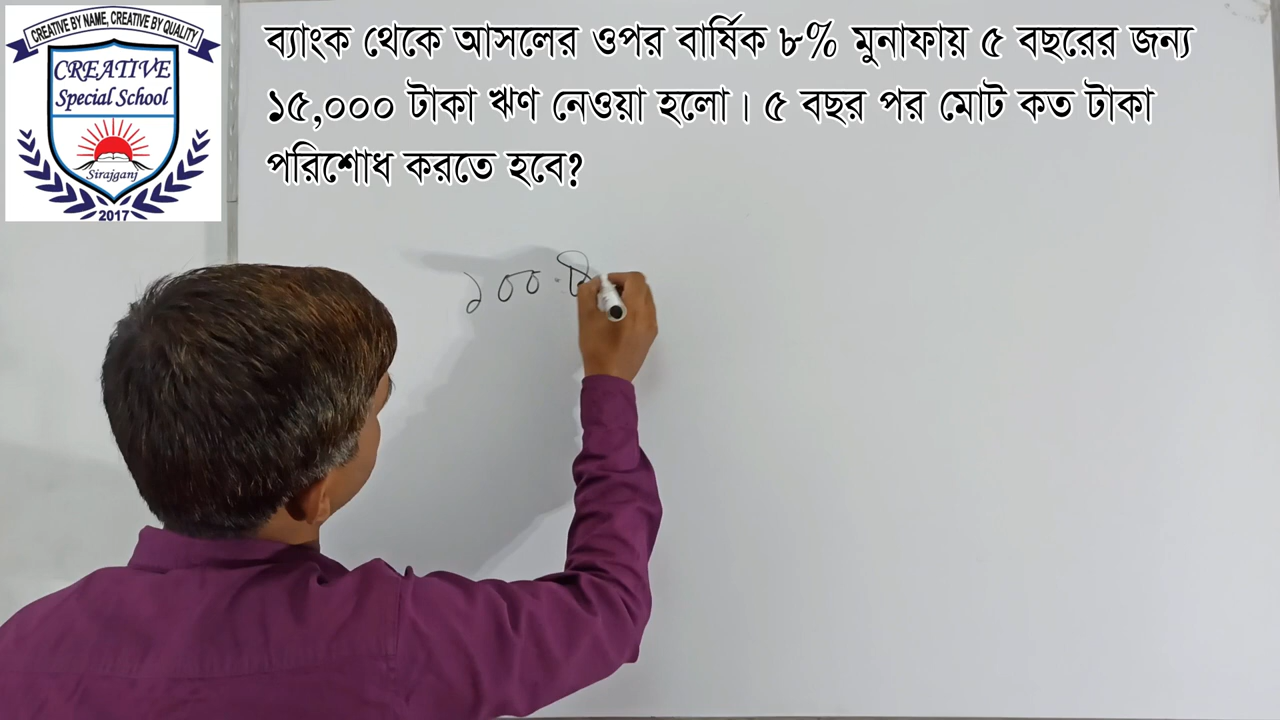 CREATIVE BY NAME, CREATIVE BY QUALITY
CREATIVE
Special School
Sirajganj
2017
ব্যাংক থেকে আসলের ওপর বার্ষিক ৮% মুনাফায় ৫ বছরের জন্য
১৫,০০০ টাকা ঋণ নেওয়া হলো। ৫ বছর পর মোট কত টাকা
পরিশোধ করতে হবে?
১০০